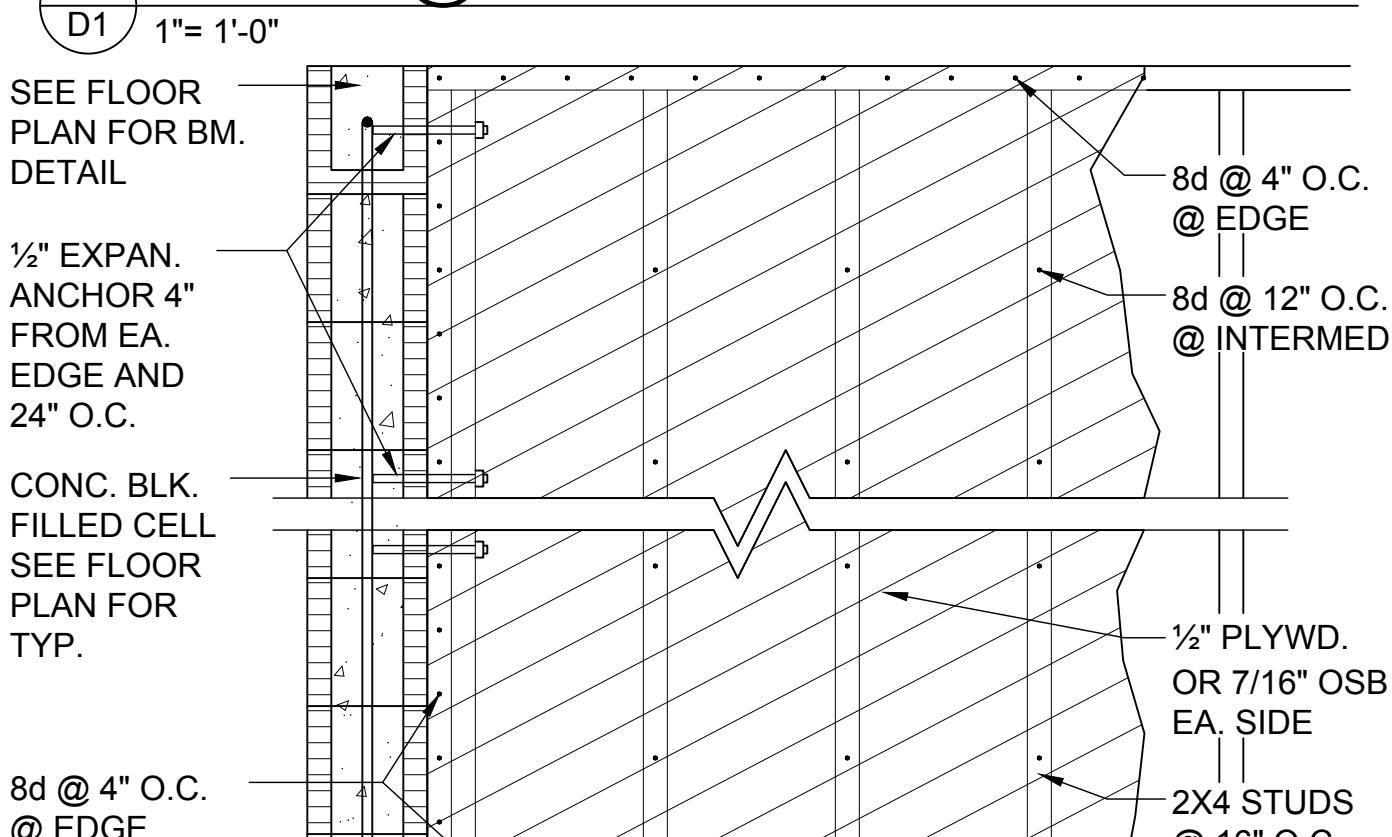 D1
1"= 1'-0"
SEE FLOOR
PLAN FOR BM.
DETAIL
½" EXPAN.
ANCHOR 4"
FROM EA.
EDGE AND
24" O.C.
CONC. BLK.
FILLED CELL
SEE FLOOR
PLAN FOR
TYP.
8d @ 4" O.C.
@ EDGE
8d @ 4" O.C.
@ EDGE
8d @ 12" O.C.
@ INTERMED
½" PLYWD.
OR 7/16" OSB
EA. SIDE
2X4 STUDS
@ 16" O.C.